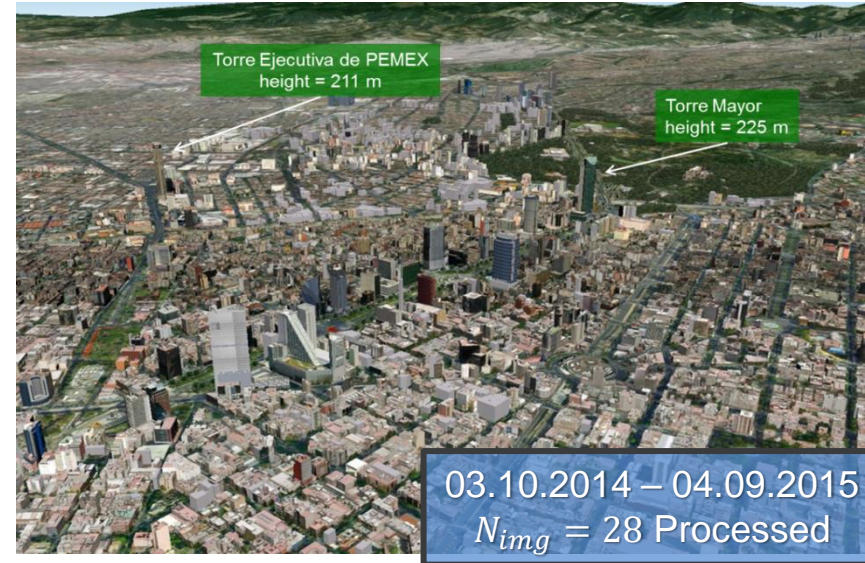 Torre Ejecutiva de PEMEX
height = 211 m
Torre Mayor
height = 225 m
03.10.2014 – 04.09.2015
N_img = 28 Processed